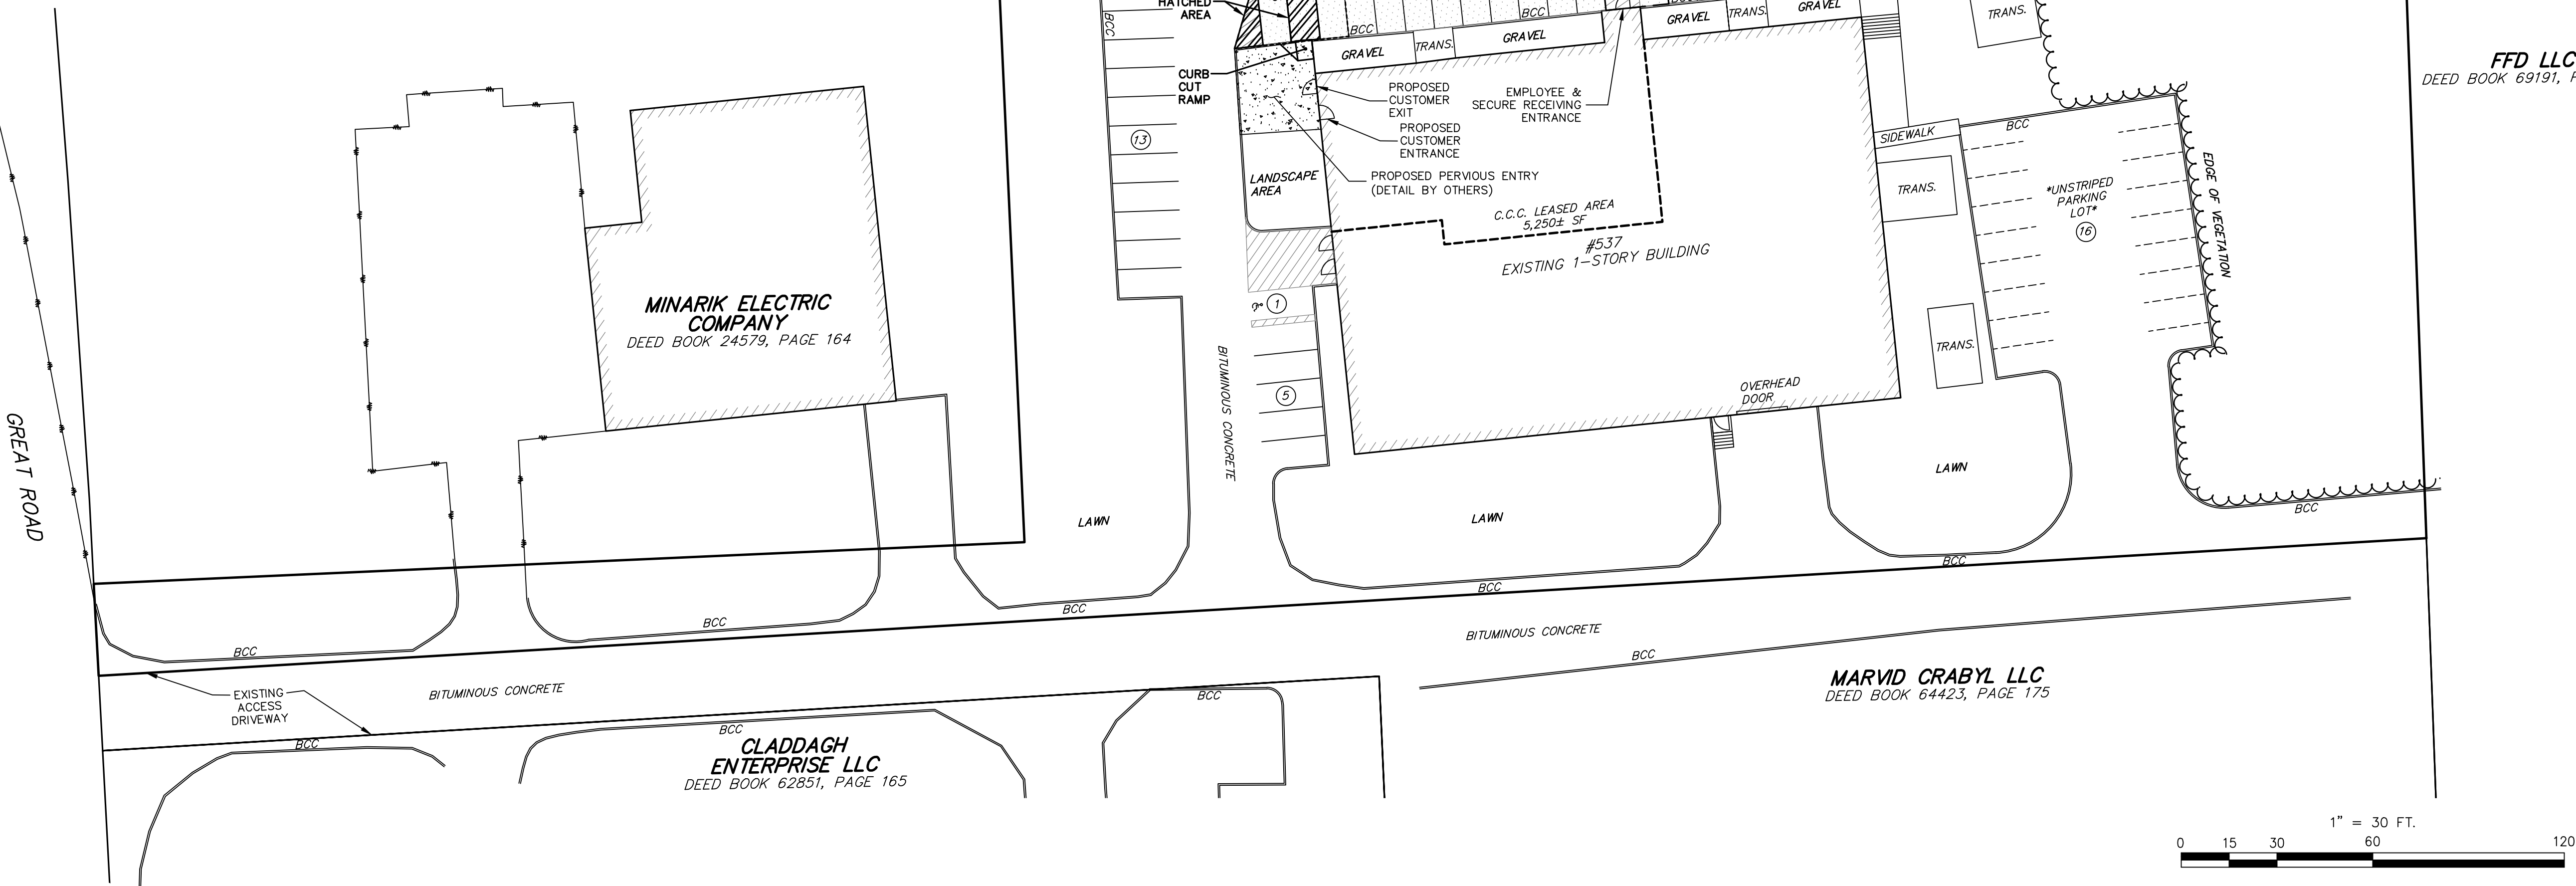 HATCHED
AREA
BCC
BCC
BCC
GRAVEL
TRANS.
GRAVEL
GRAVEL
TRANS.
GRAVEL
TRANS.
FFD LLC
DEED BOOK 69191,
CURB
CUT
RAMP
PROPOSED
CUSTOMER
EXIT
EMPLOYEE &
SECURE RECEIVING
ENTRANCE
PROPOSED
CUSTOMER
ENTRANCE
13
SIDEWALK
BCC
LANDSCAPE
AREA
PROPOSED PERVIOUS ENTRY
(DETAIL BY OTHERS)
TRANS.
*UNSTRIPED
PARKING
LOT*
16
EDGE OF VEGETATION
C.C.C. LEASED AREA
5,250± SF
#537
EXISTING 1-STORY BUILDING
MINARIK ELECTRIC
COMPANY
DEED BOOK 24579, PAGE 164
1
TRANS.
BITUMINOUS CONCRETE
5
OVERHEAD
DOOR
GREAT ROAD
LAWN
LAWN
LAWN
BCC
BCC
BCC
BCC
BCC
BCC
BITUMINOUS CONCRETE
BCC
MARVID CRABYL LLC
DEED BOOK 64423, PAGE 175
EXISTING
ACCESS
DRIVEWAY
BITUMINOUS CONCRETE
BCC
BCC
BCC
CLADDAGH
ENTERPRISE LLC
DEED BOOK 62851, PAGE 165
1" = 30 FT.
0 15 30 60 120